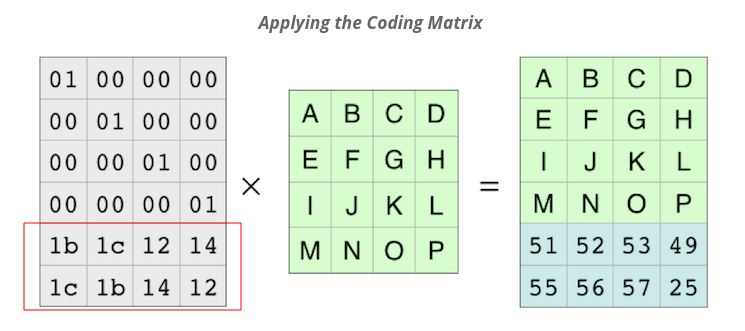 Applying the Coding Matrix
01 00 00 00
00 01 00 00
00 00 01 00
00 00 00 01
1b 1c 12 14
1c 1b 14 12
×
A B C D
E F G H
I J K L
M N O P
=
A B C D
E F G H
I J K L
M N O P
51 52 53 49
55 56 57 25